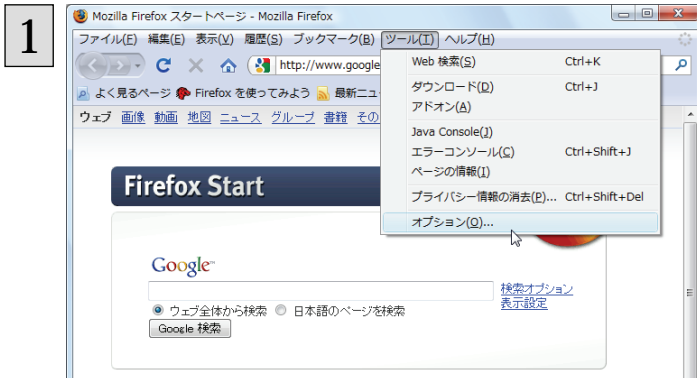 1
Mozilla Firefox スタートページ - Mozilla Firefox
ファイル(F) 編集(E) 表示(V) 履歴(S) ブックマーク(B) ツール(T) ヘルプ(H)
http://www.google
よく見るページ Firefox を使ってみよう 最新ニュ
ウェブ 画像 動画 地図 ニュース グループ 書籍 その
Web 検索(S) Ctrl+K
ダウンロード(D) Ctrl+J
アドオン(A)
Java Console(J)
エラーコンソール(C) Ctrl+Shift+J
ページの情報(I)
プライバシー情報の消去(P)... Ctrl+Shift+Del
オプション(O)...
Firefox Start
Google™
検索オプション
表示設定
ウェブ全体から検索 日本語のページを検索
Google 検索